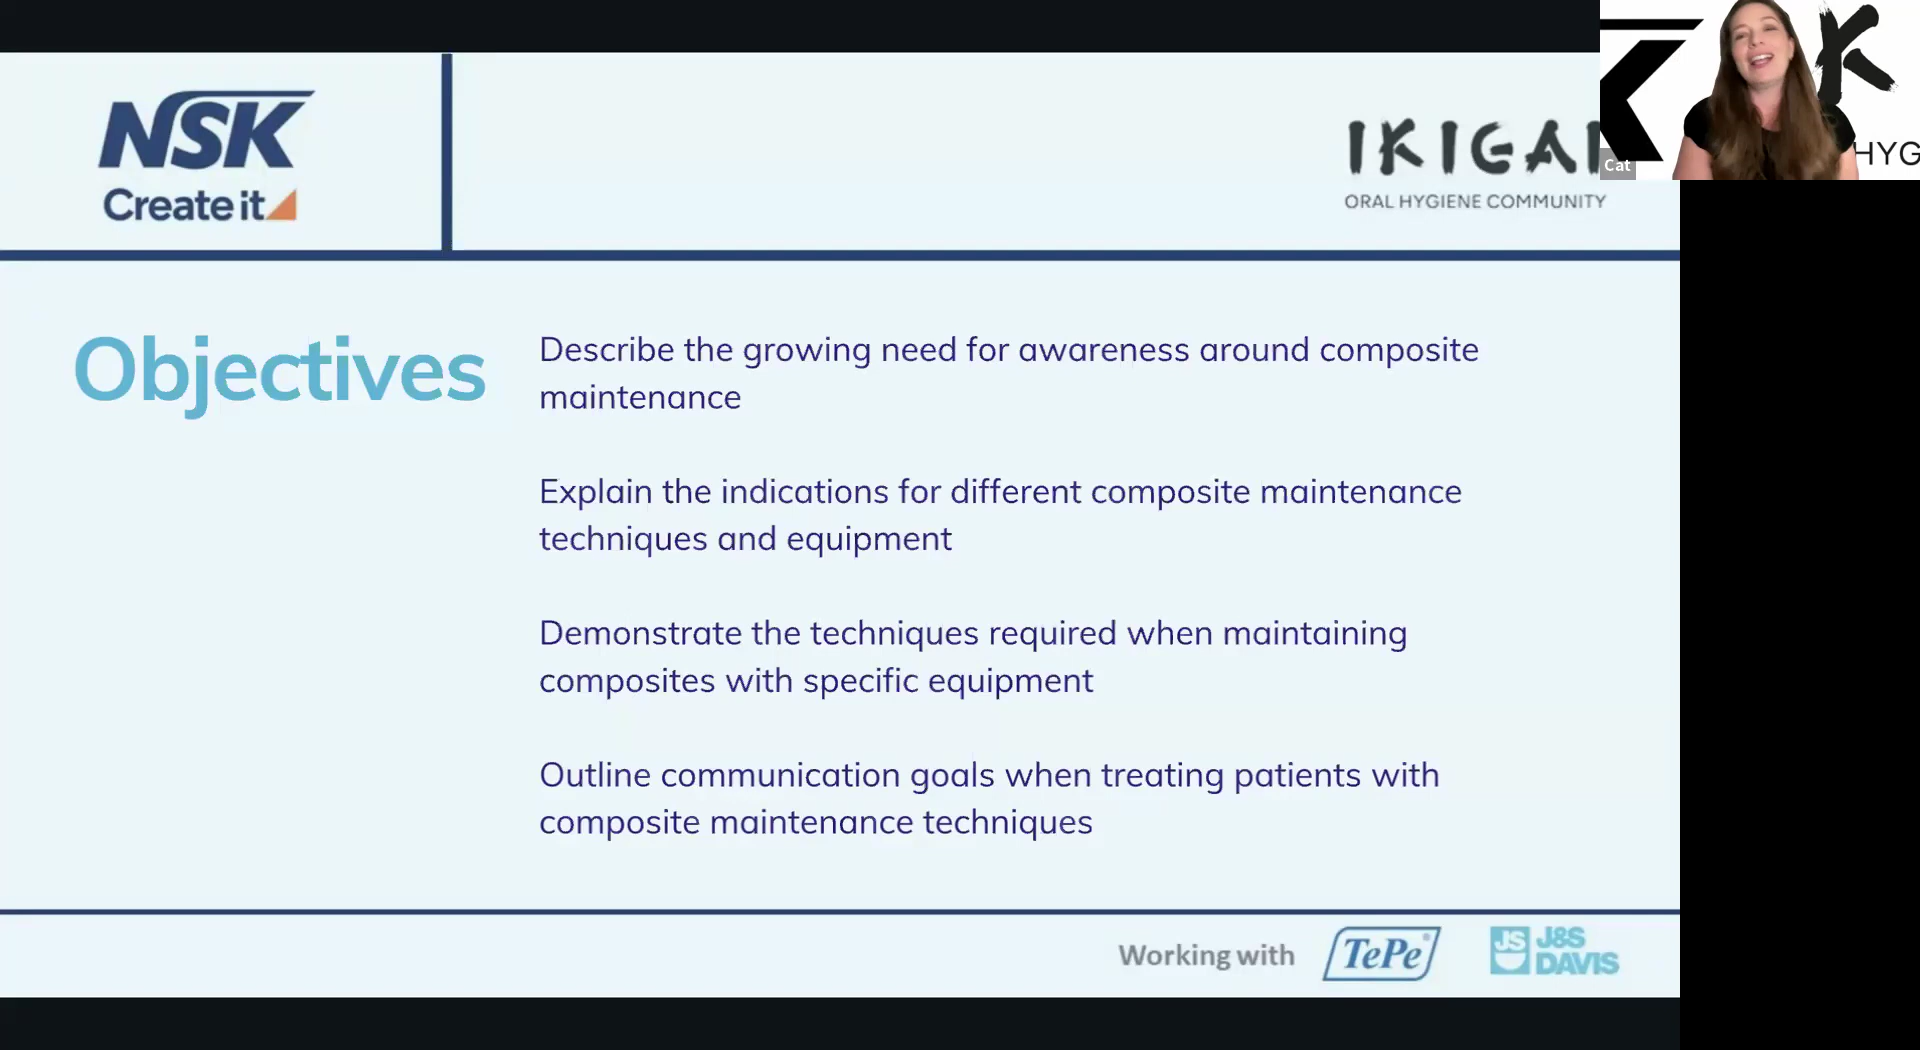 NSK
Create it
IKIGAI
ORAL HYGIENE COMMUNITY
K
HYG
Cat
Objectives
Describe the growing need for awareness around composite
maintenance
Explain the indications for different composite maintenance
techniques and equipment
Demonstrate the techniques required when maintaining
composites with specific equipment
Outline communication goals when treating patients with
composite maintenance techniques
Working with
TePe®
JS
J&S
DAVIS